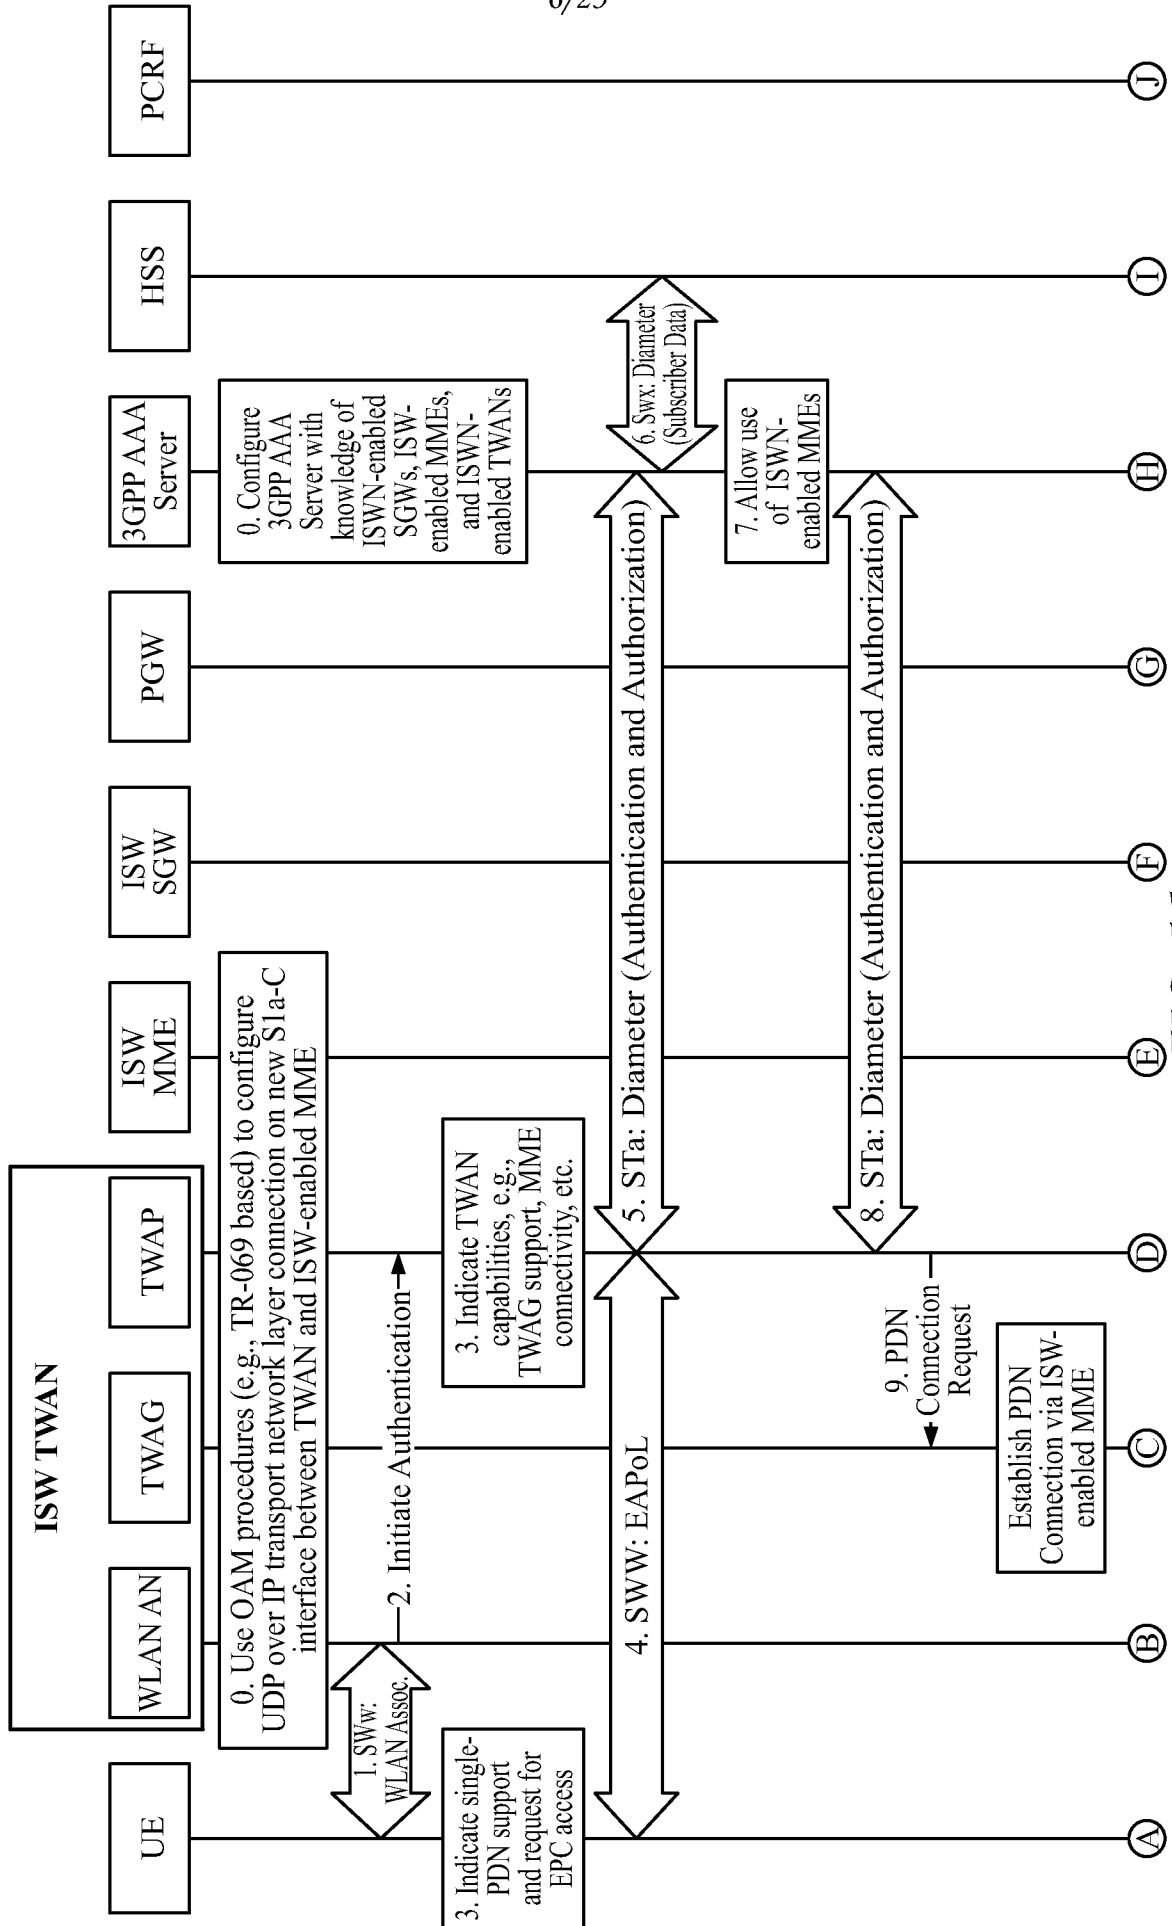 6/25
ISW TWAN
UE
WLAN AN
TWAG
TWAP
ISW
MME
ISW
SGW
PGW
3GPP AAA
Server
HSS
PCRF
0. Use OAM procedures (e.g., TR-069 based) to configure
UDP over IP transport network layer connection on new S1a-C
interface between TWAN and ISW-enabled MME
0. Configure
3GPP AAA
Server with
knowledge of
ISWN-enabled
SGWs, ISW-
enabled MMEs,
and ISWN-
enabled TWANs
1. SWw:
WLAN Assoc.
2. Initiate Authentication
3. Indicate single-
PDN support
and request for
EPC access
3. Indicate TWAN
capabilities, e.g.,
TWAG support, MME
connectivity, etc.
4. SWW: EAPoL
5. STa: Diameter (Authentication and Authorization)
6. Swx: Diameter
(Subscriber Data)
7. Allow use
of ISWN-
enabled MMEs
8. STa: Diameter (Authentication and Authorization)
9. PDN
Connection
Request
Establish PDN
Connection via ISW-
enabled MME
A
B
C
D
E
F
G
H
I
J